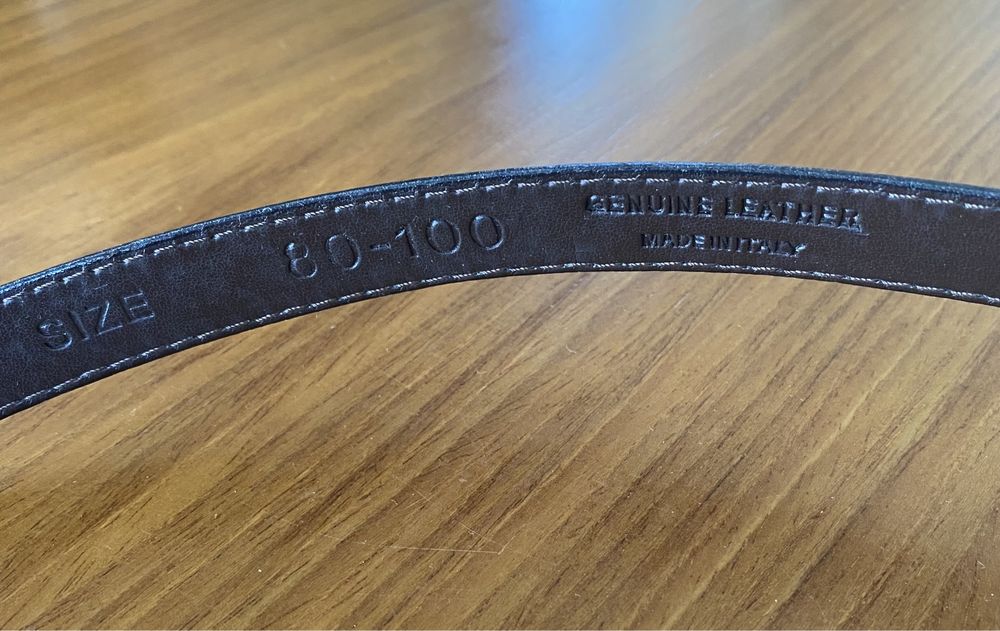 SIZE 80-100
GENUINE LEATHER
MADE IN ITALY